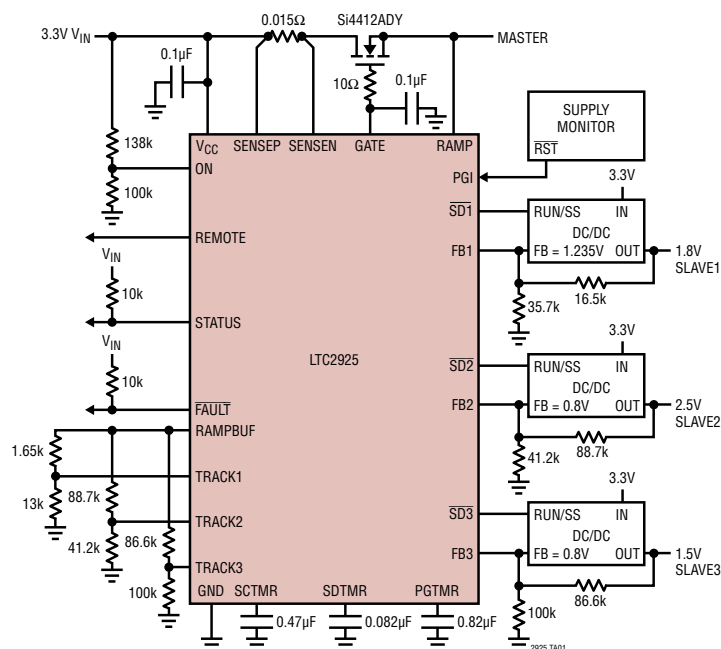 3.3V VIN
0.1µF
0.015Ω
Si4412ADY
MASTER
10Ω
0.1µF
138k
100k
VCC
SENSEP
SENSEN
GATE
RAMP
ON
REMOTE
VIN
10k
STATUS
VIN
10k
FAULT
RAMPBUF
1.65k
13k
TRACK1
88.7k
41.2k
TRACK2
86.6k
100k
TRACK3
LTC2925
PGI
SD1
FB1
SD2
FB2
SD3
FB3
GND
SCTMR
SDTMR
PGTMR
0.47µF
0.082µF
0.82µF
SUPPLY
MONITOR
RST
3.3V
RUN/SS IN
DC/DC
FB = 1.235V OUT
1.8V
SLAVE1
16.5k
35.7k
3.3V
RUN/SS IN
DC/DC
FB = 0.8V OUT
2.5V
SLAVE2
88.7k
41.2k
3.3V
RUN/SS IN
DC/DC
FB = 0.8V OUT
1.5V
SLAVE3
86.6k
100k
2925 TA01